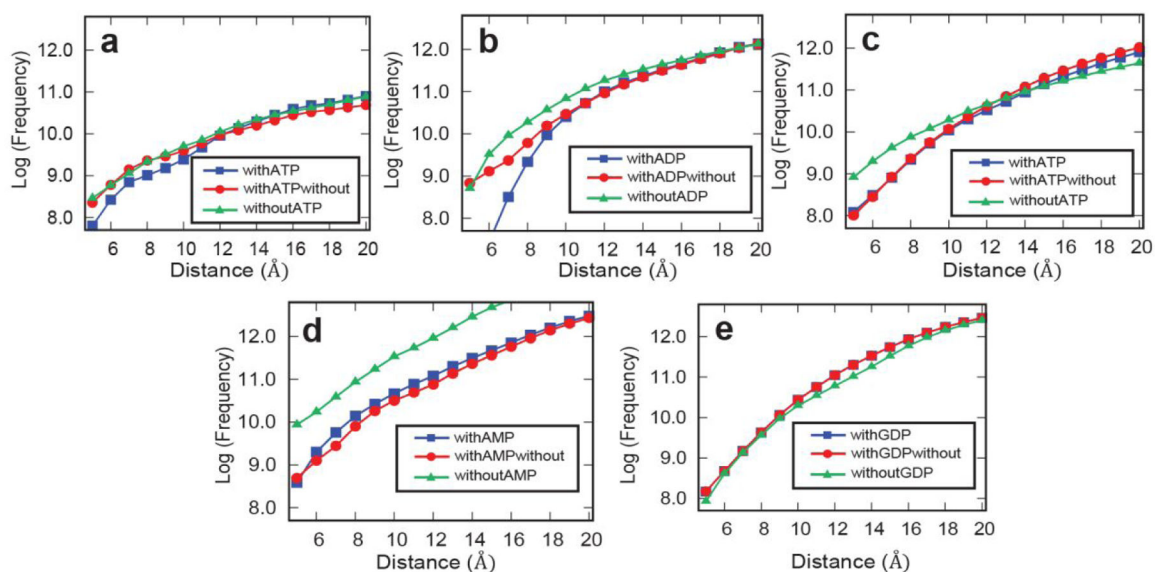 a
Log (Frequency)
12.0
11.0
10.0
9.0
8.0
withATP
withATPwithout
withoutATP
6 8 10 12 14 16 18 20
Distance (Å)
b
Log (Frequency)
12.0
11.0
10.0
9.0
8.0
withADP
withADPwithout
withoutADP
6 8 10 12 14 16 18 20
Distance (Å)
c
Log (Frequency)
12.0
11.0
10.0
9.0
8.0
withATP
withATPwithout
withoutATP
6 8 10 12 14 16 18 20
Distance (Å)
d
Log (Frequency)
12.0
11.0
10.0
9.0
8.0
withAMP
withAMPwithout
withoutAMP
6 8 10 12 14 16 18 20
Distance (Å)
e
Log (Frequency)
12.0
11.0
10.0
9.0
8.0
withGDP
withGDPwithout
withoutGDP
6 8 10 12 14 16 18 20
Distance (Å)